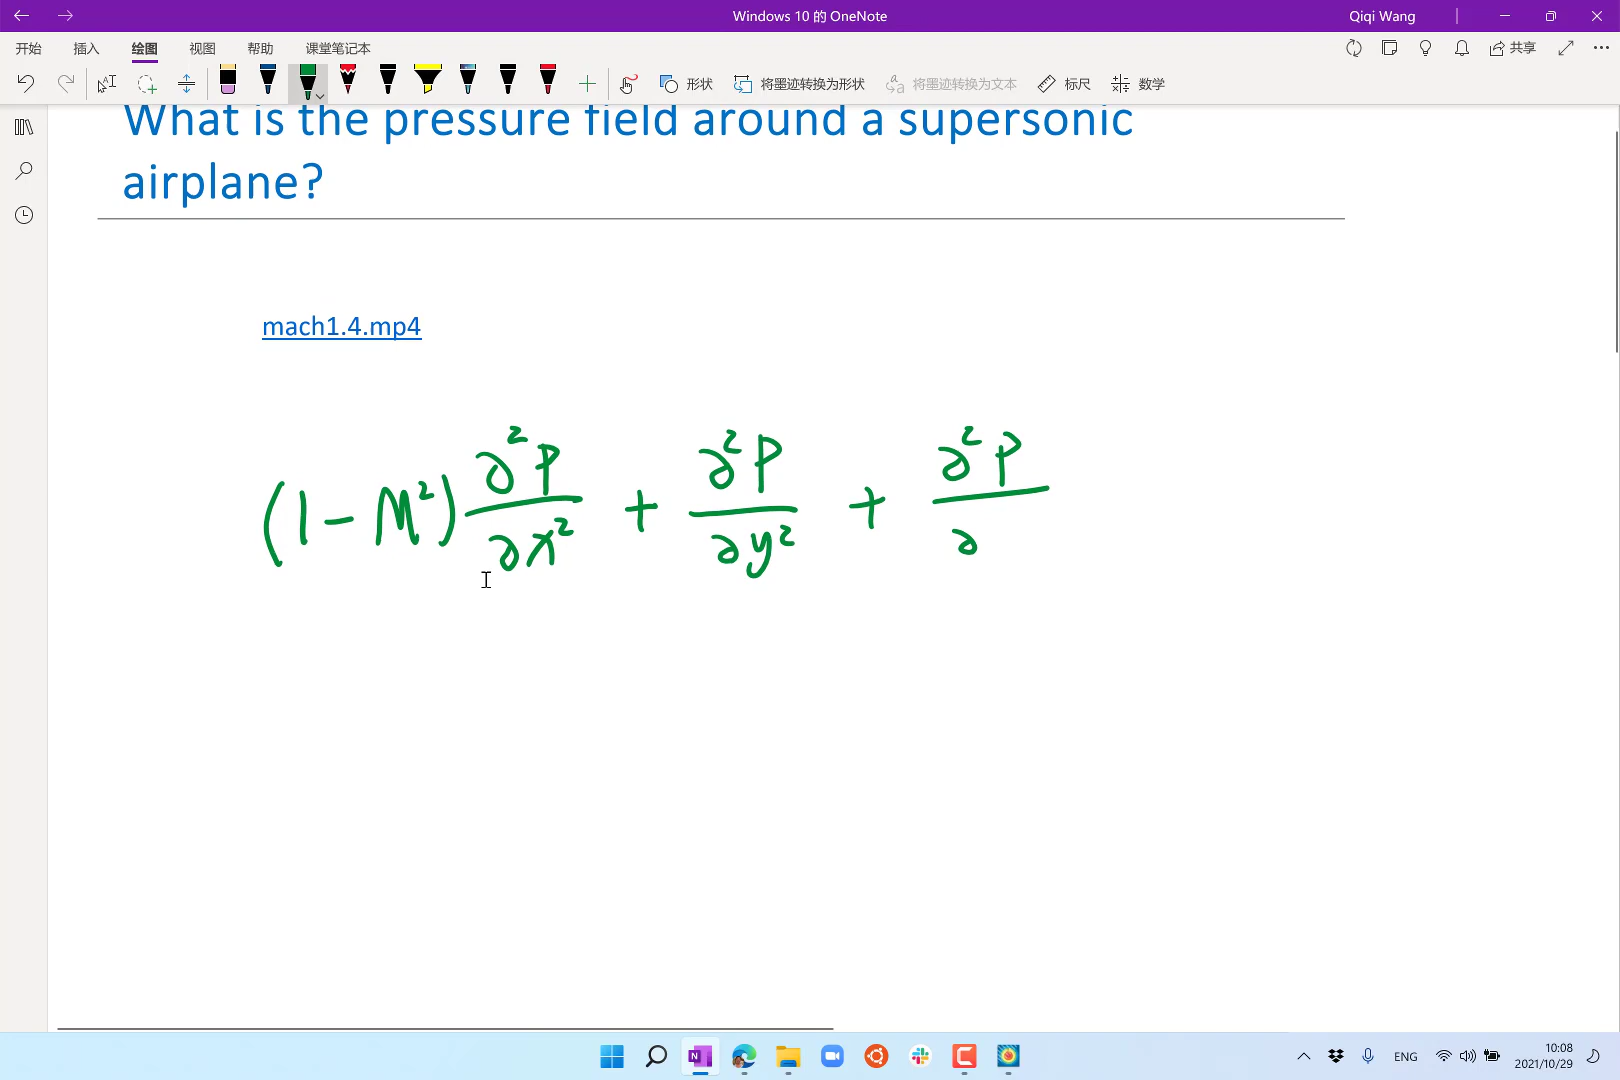 Windows 10 的 OneNote
Qiqi Wang
开始 插入 绘图 视图 帮助 课堂笔记本
共享
形状 将墨迹转换为形状 将墨迹转换为文本 标尺 数学
What is the pressure field around a supersonic
airplane?
mach1.4.mp4
(1-M²) ∂²P/∂x² + ∂²P/∂y² + ∂²P/∂
ENG
10:08
2021/10/29